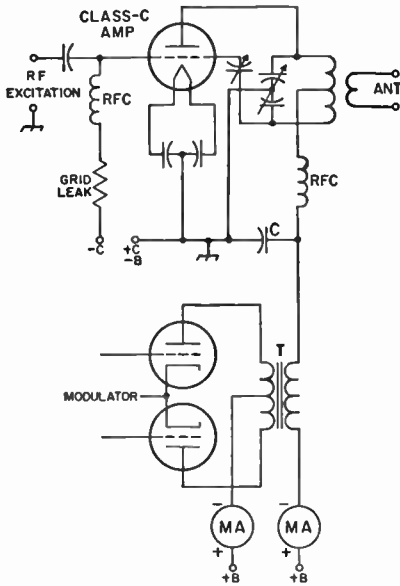 CLASS-C
AMP
RF
EXCITATION
RFC
GRID
LEAK
-C
+C
-B
C
ANT
RFC
T
MODULATOR
-
MA
+
+B
-
MA
+
+B